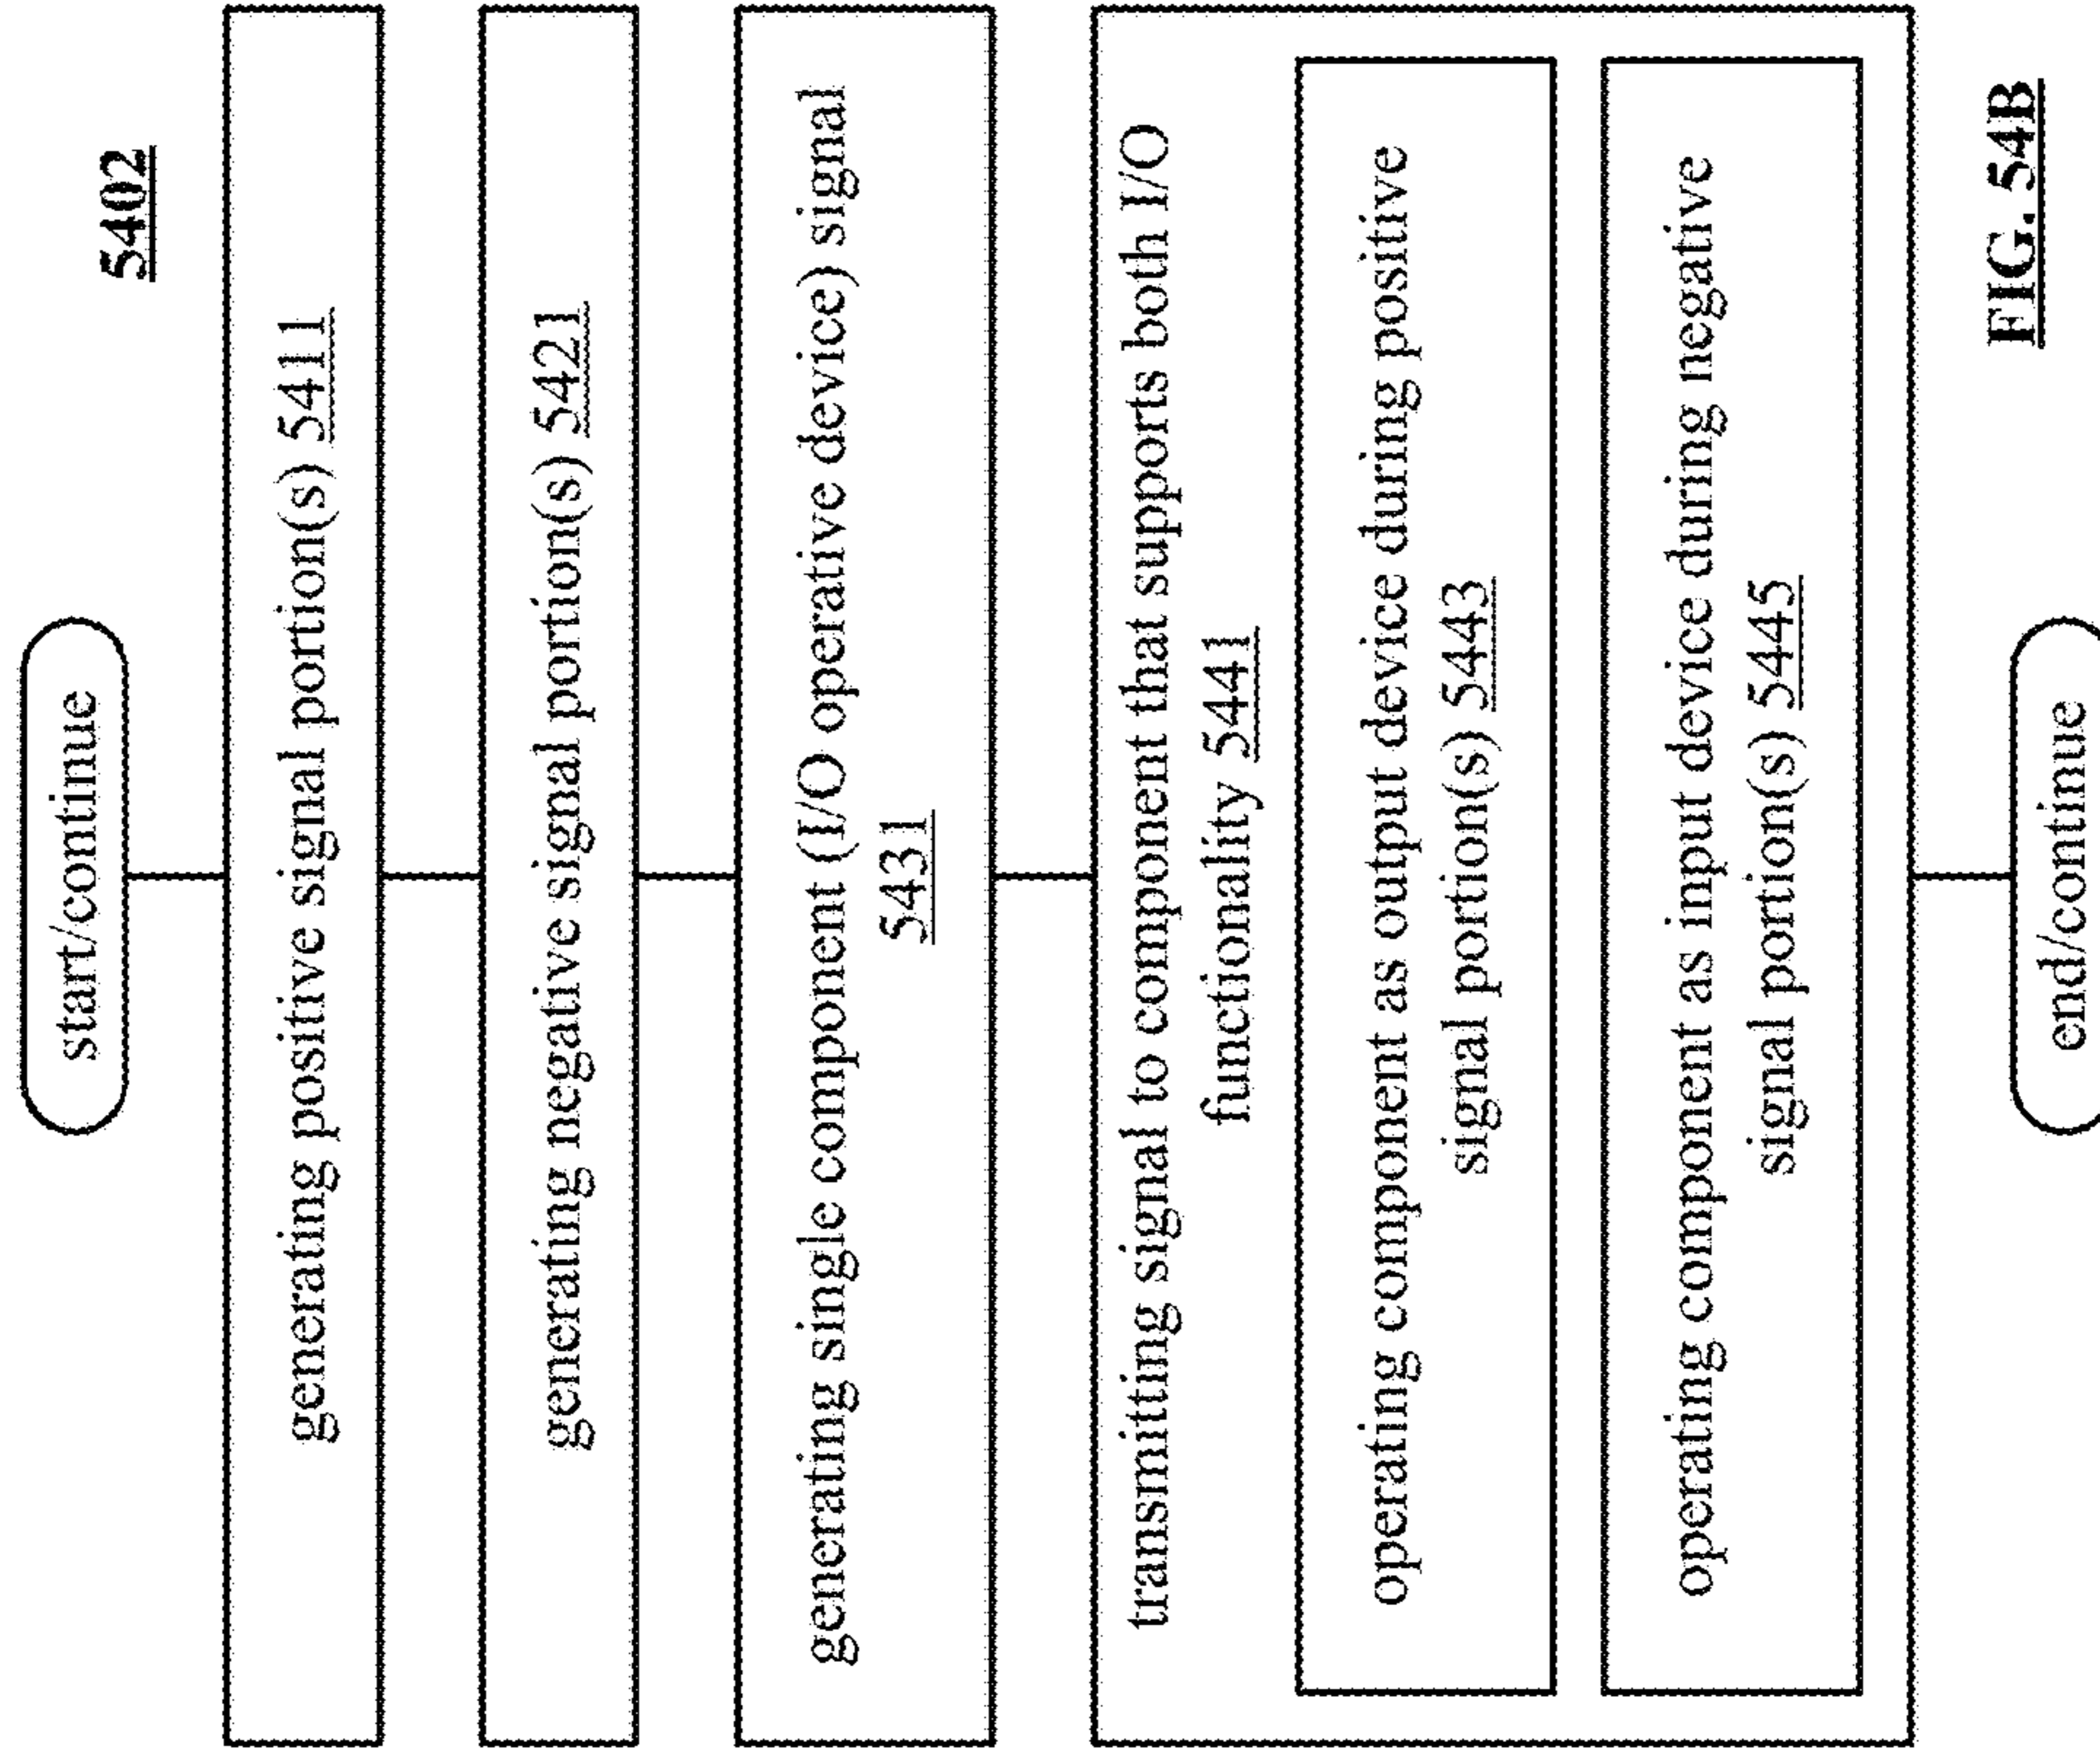 5402
start/continue
generating positive signal portion(s) 5411
generating negative signal portion(s) 5421
generating single component (I/O operative device) signal
5431
transmitting signal to component that supports both I/O
functionality 5441
operating component as output device during positive
signal portion(s) 5443
operating component as input device during negative
signal portion(s) 5445
end/continue
FIG. 54B